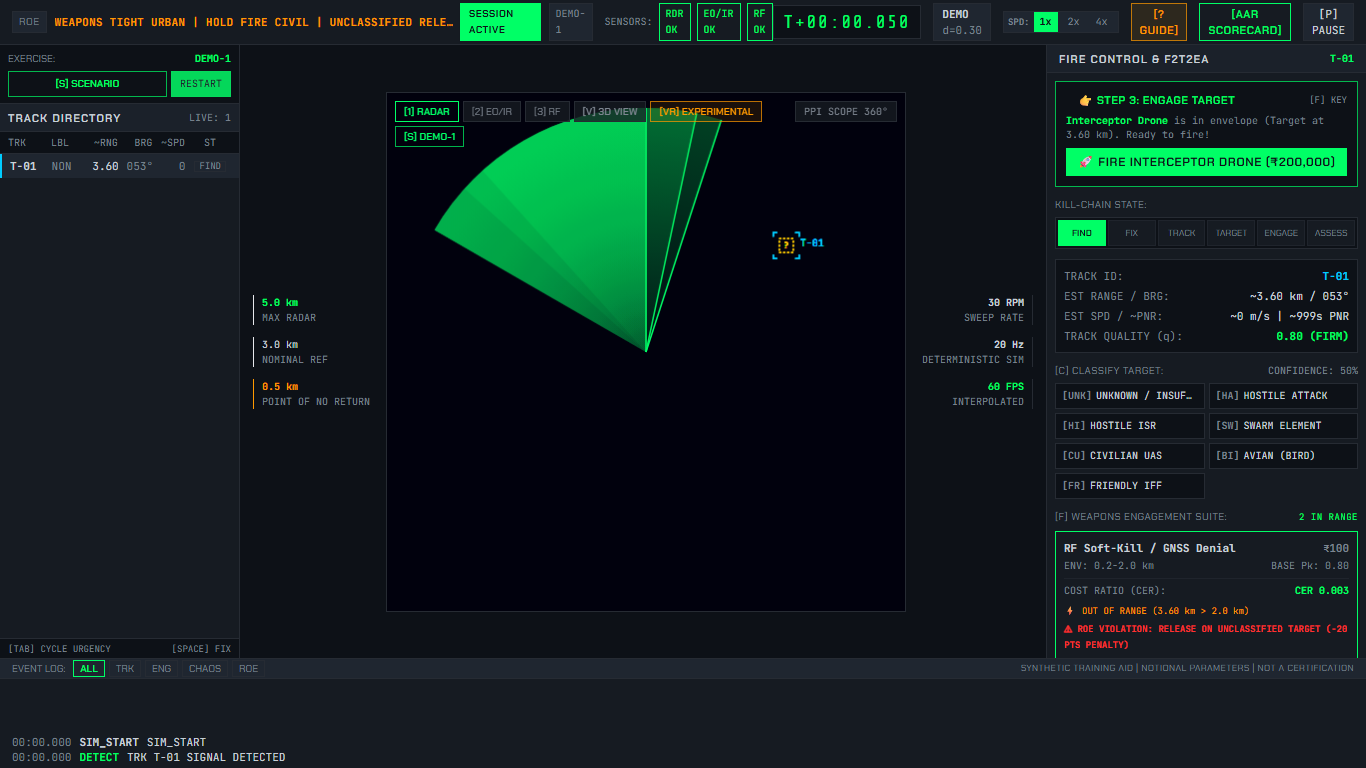 ROE
WEAPONS TIGHT URBAN | HOLD FIRE CIVIL | UNCLASSIFIED RELE…
SESSION
ACTIVE
DEMO-
1
SENSORS:
RDR
OK
EO/IR
OK
RF
OK
T+00:00.050
DEMO
d=0.30
SPD: 1x 2x 4x
[?
GUIDE]
[AAR
SCORECARD]
[P]
PAUSE
EXERCISE: DEMO-1
[S] SCENARIO RESTART
TRACK DIRECTORY LIVE: 1
TRK LBL ~RNG BRG ~SPD ST
T-01 NON 3.60 053° 0 FIND
[TAB] CYCLE URGENCY [SPACE] FIX
[1] RADAR [2] EO/IR [3] RF [V] 3D VIEW [VR] EXPERIMENTAL PPI SCOPE 360°
[S] DEMO-1
? T-01
5.0 km
MAX RADAR
3.0 km
NOMINAL REF
0.5 km
POINT OF NO RETURN
30 RPM
SWEEP RATE
20 Hz
DETERMINISTIC SIM
60 FPS
INTERPOLATED
FIRE CONTROL & F2T2EA T-01
👉 STEP 3: ENGAGE TARGET [F] KEY
Interceptor Drone is in envelope (Target at
3.60 km). Ready to fire!
🚀 FIRE INTERCEPTOR DRONE (₹200,000)
KILL-CHAIN STATE:
FIND FIX TRACK TARGET ENGAGE ASSESS
TRACK ID: T-01
EST RANGE / BRG: ~3.60 km / 053°
EST SPD / ~PNR: ~0 m/s | ~999s PNR
TRACK QUALITY (q): 0.80 (FIRM)
[C] CLASSIFY TARGET: CONFIDENCE: 50%
[UNK] UNKNOWN / INSUF… [HA] HOSTILE ATTACK
[HI] HOSTILE ISR [SW] SWARM ELEMENT
[CU] CIVILIAN UAS [BI] AVIAN (BIRD)
[FR] FRIENDLY IFF
[F] WEAPONS ENGAGEMENT SUITE: 2 IN RANGE
RF Soft-Kill / GNSS Denial ₹100
ENV: 0.2-2.0 km BASE Pk: 0.80
COST RATIO (CER): CER 0.003
⚡ OUT OF RANGE (3.60 km > 2.0 km)
⚠ ROE VIOLATION: RELEASE ON UNCLASSIFIED TARGET (-20
PTS PENALTY)
EVENT LOG: ALL TRK ENG CHAOS ROE SYNTHETIC TRAINING AID | NOTIONAL PARAMETERS | NOT A CERTIFICATION
00:00.000 SIM_START SIM_START
00:00.000 DETECT TRK T-01 SIGNAL DETECTED